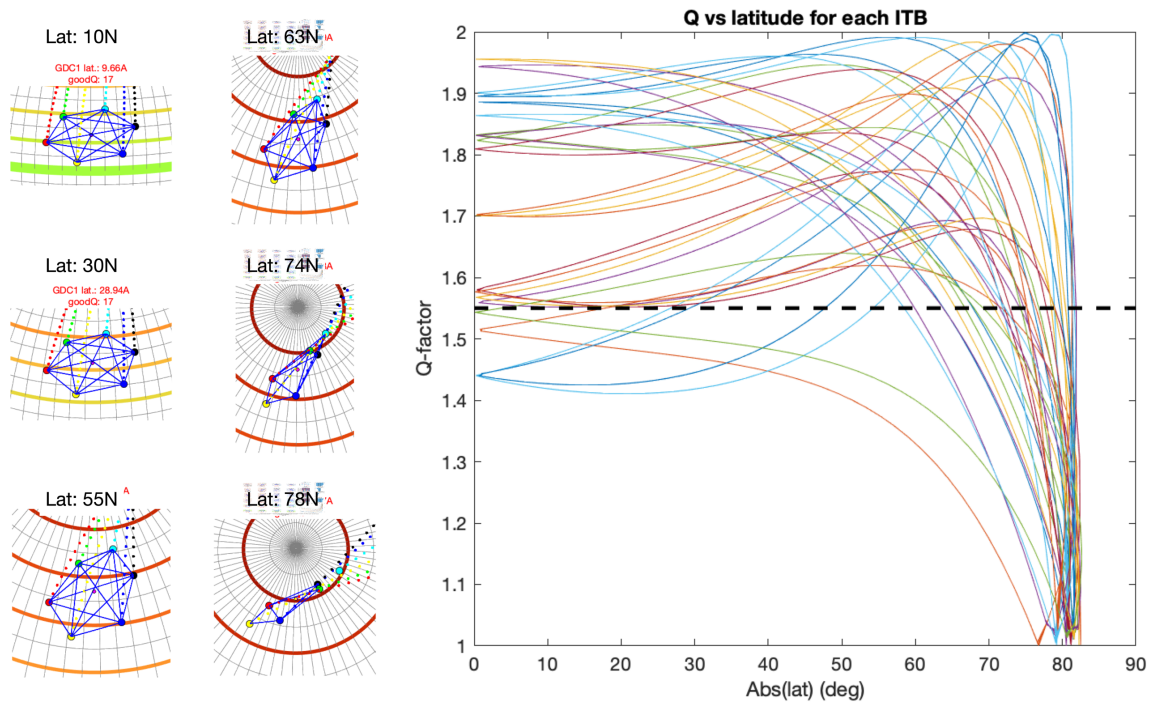 Lat: 10N
GDC1 lat.: 9.66A
goodQ: 17
Lat: 63N
Lat: 30N
GDC1 lat.: 28.94A
goodQ: 17
Lat: 74N
Lat: 55N
A
Lat: 78N
Q vs latitude for each ITB
Q-factor
2
1.9
1.8
1.7
1.6
1.5
1.4
1.3
1.2
1.1
1
0 10 20 30 40 50 60 70 80 90
Abs(lat) (deg)